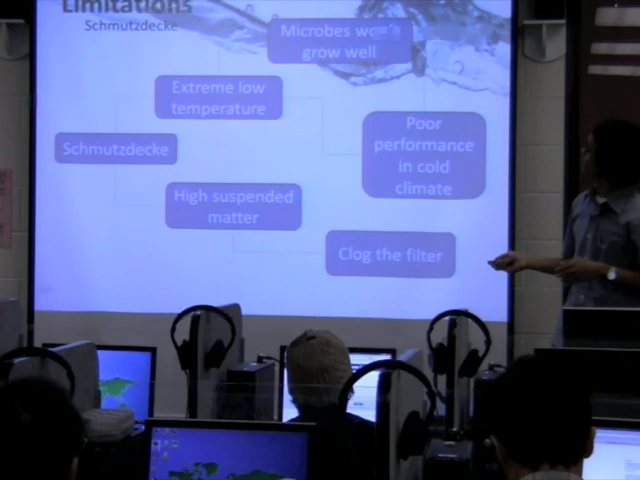 Limitations
Schmutzdecke
Microbes
grow well
Extreme low
temperature
Poor
performance
in cold
climate
Schmutzdecke
High suspended
matter
Clog the filter